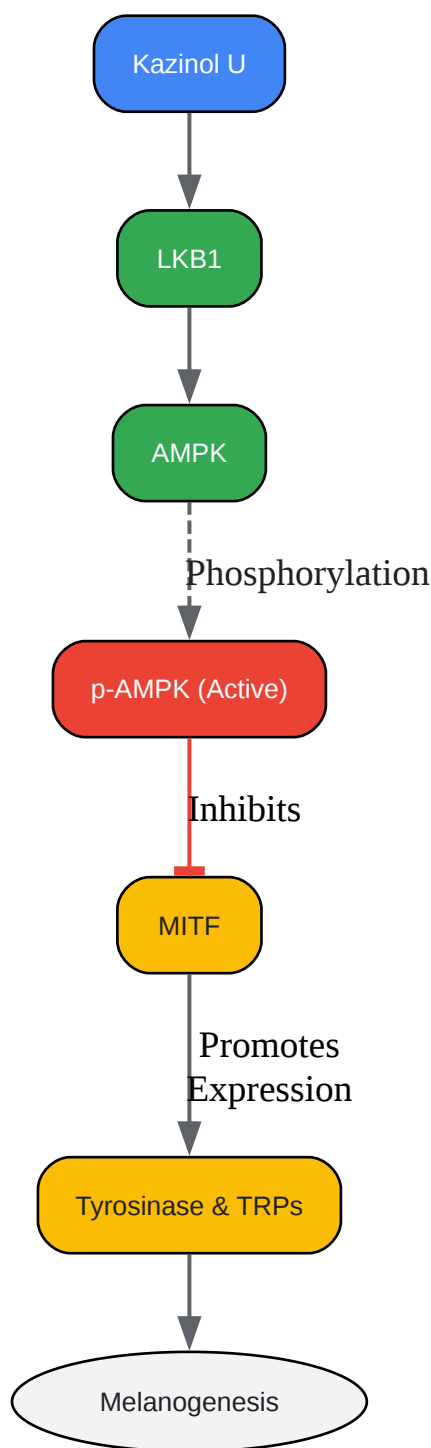 Kazinol U
LKB1
AMPK
Phosphorylation
p-AMPK (Active)
Inhibits
MITF
Promotes
Expression
Tyrosinase & TRPs
Melanogenesis